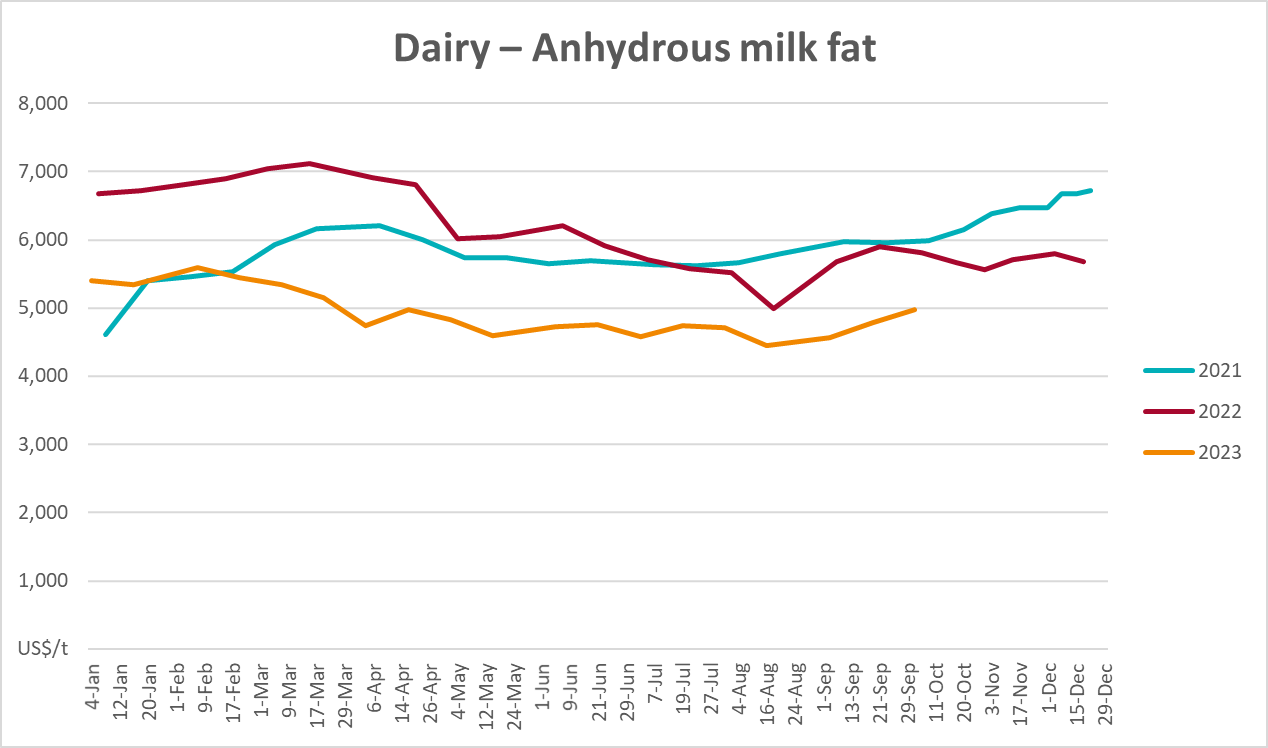 Dairy – Anhydrous milk fat
8,000
7,000
6,000
5,000
4,000
3,000
2,000
1,000
US$/t
4-Jan
12-Jan
20-Jan
1-Feb
9-Feb
17-Feb
1-Mar
9-Mar
17-Mar
29-Mar
6-Apr
14-Apr
26-Apr
4-May
12-May
24-May
1-Jun
9-Jun
21-Jun
29-Jun
7-Jul
19-Jul
27-Jul
4-Aug
16-Aug
24-Aug
1-Sep
13-Sep
21-Sep
29-Sep
11-Oct
20-Oct
3-Nov
17-Nov
1-Dec
15-Dec
29-Dec
2021
2022
2023